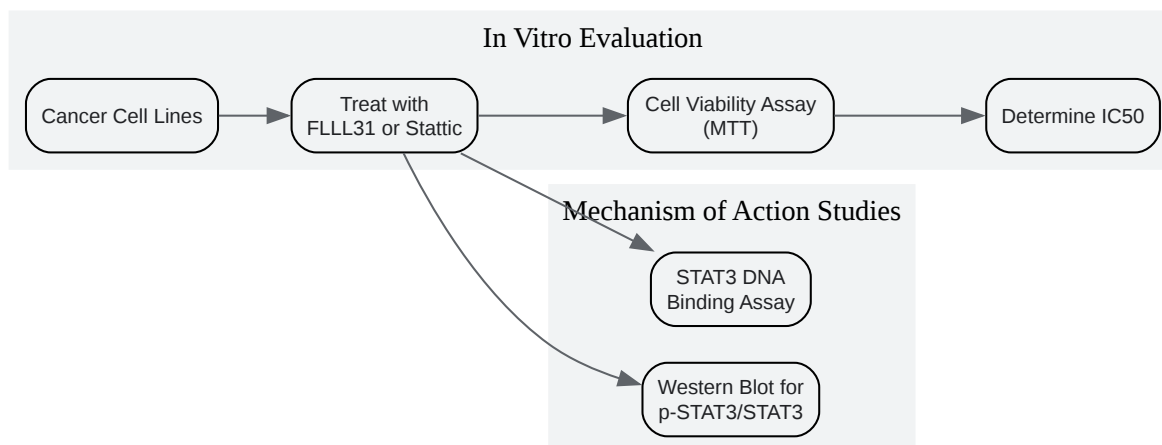 In Vitro Evaluation
Cancer Cell Lines
Treat with
FLLL31 or Stattic
Cell Viability Assay
(MTT)
Determine IC50
Mechanism of Action Studies
STAT3 DNA
Binding Assay
Western Blot for
p-STAT3/STAT3